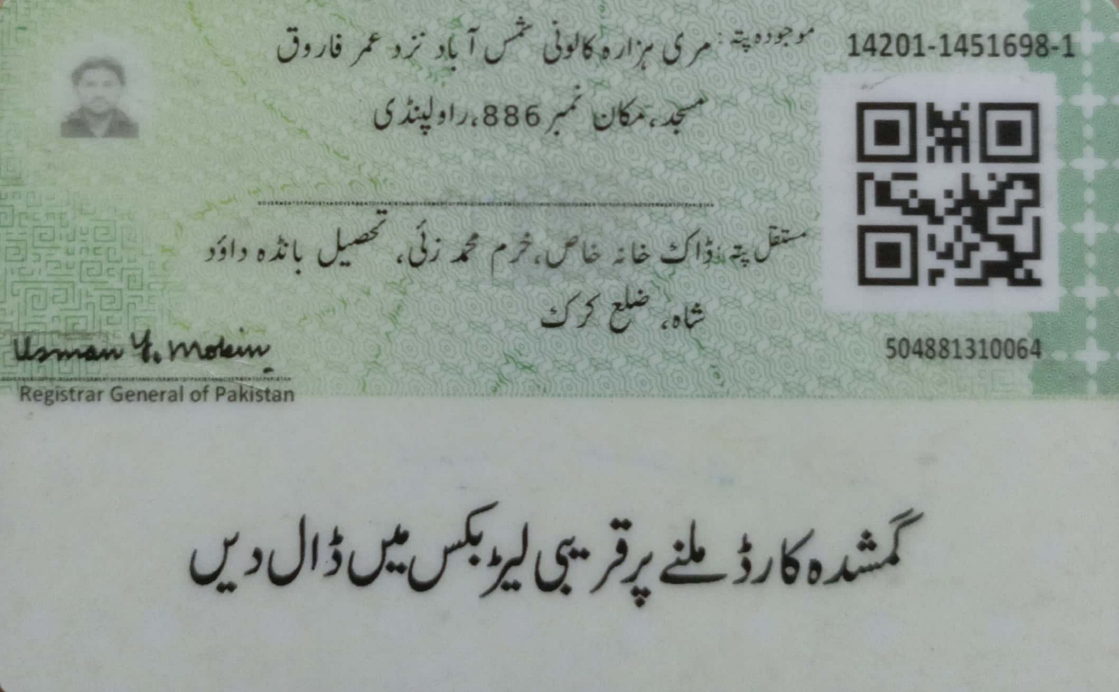 موجودہ پتہ: مری ہزارہ کالونی شمس آباد نزد عمر فاروق
14201-1451698-1
مسجد، مکان نمبر 886، راولپنڈی
مستقل پتہ: ڈاک خانہ خاص، خرم محمد زئی، تحصیل بانڈہ داؤد
شاہ، ضلع کرک
504881310064
Usman Y. Mobin
Registrar General of Pakistan
گمشدہ کارڈ ملنے پر قریبی لیٹر بکس میں ڈال دیں